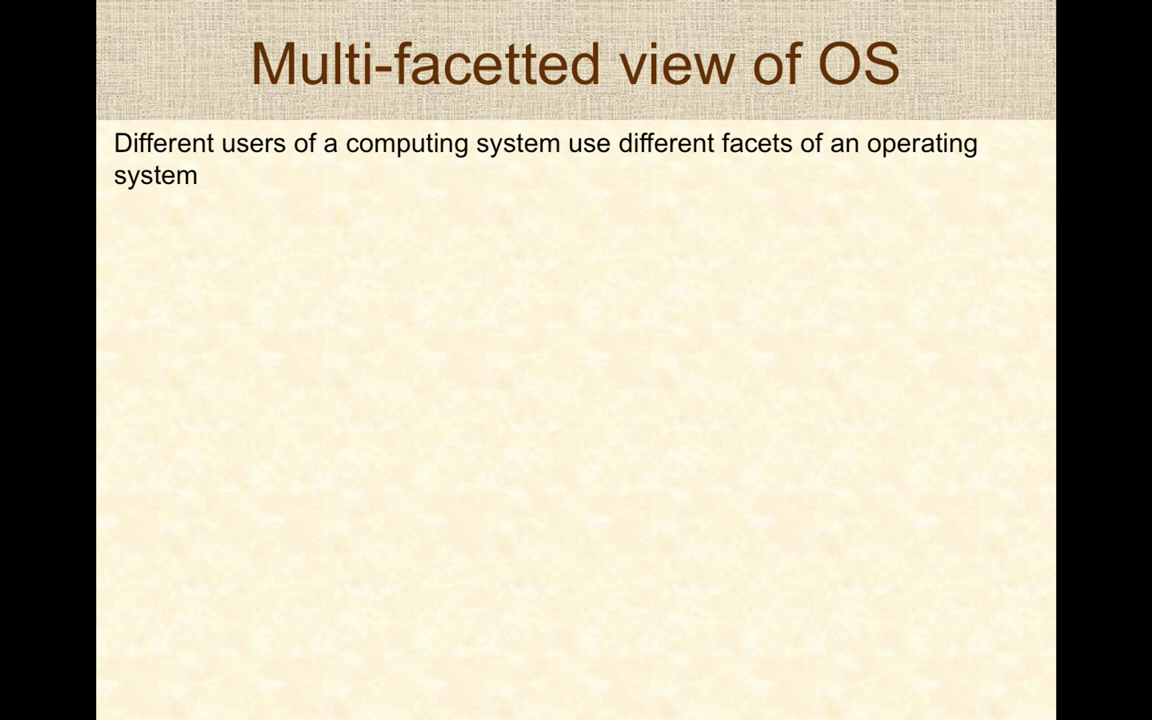 Multi-facetted view of OS
Different users of a computing system use different facets of an operating
system